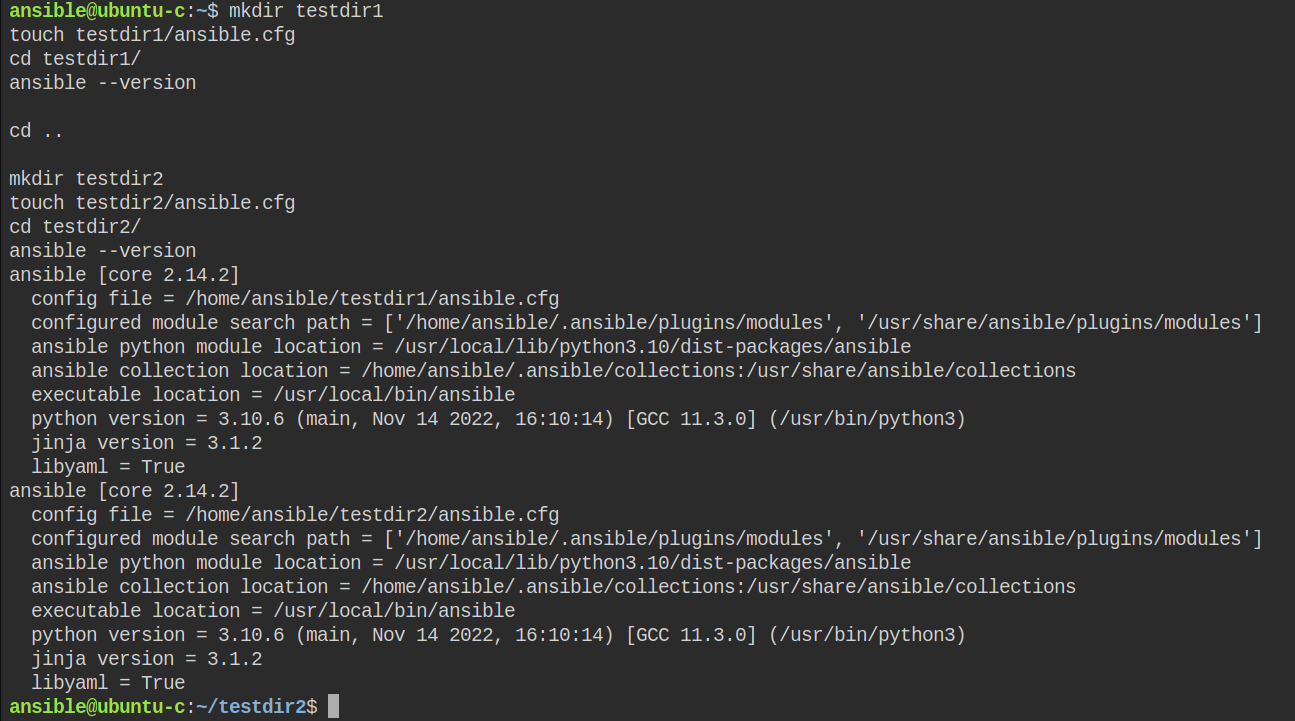 ansible@ubuntu-c:~$ mkdir testdir1
touch testdir1/ansible.cfg
cd testdir1/
ansible --version
cd ..
mkdir testdir2
touch testdir2/ansible.cfg
cd testdir2/
ansible --version
ansible [core 2.14.2]
  config file = /home/ansible/testdir1/ansible.cfg
  configured module search path = ['/home/ansible/.ansible/plugins/modules', '/usr/share/ansible/plugins/modules']
  ansible python module location = /usr/local/lib/python3.10/dist-packages/ansible
  ansible collection location = /home/ansible/.ansible/collections:/usr/share/ansible/collections
  executable location = /usr/local/bin/ansible
  python version = 3.10.6 (main, Nov 14 2022, 16:10:14) [GCC 11.3.0] (/usr/bin/python3)
  jinja version = 3.1.2
  libyaml = True
ansible [core 2.14.2]
  config file = /home/ansible/testdir2/ansible.cfg
  configured module search path = ['/home/ansible/.ansible/plugins/modules', '/usr/share/ansible/plugins/modules']
  ansible python module location = /usr/local/lib/python3.10/dist-packages/ansible
  ansible collection location = /home/ansible/.ansible/collections:/usr/share/ansible/collections
  executable location = /usr/local/bin/ansible
  python version = 3.10.6 (main, Nov 14 2022, 16:10:14) [GCC 11.3.0] (/usr/bin/python3)
  jinja version = 3.1.2
  libyaml = True
ansible@ubuntu-c:~/testdir2$